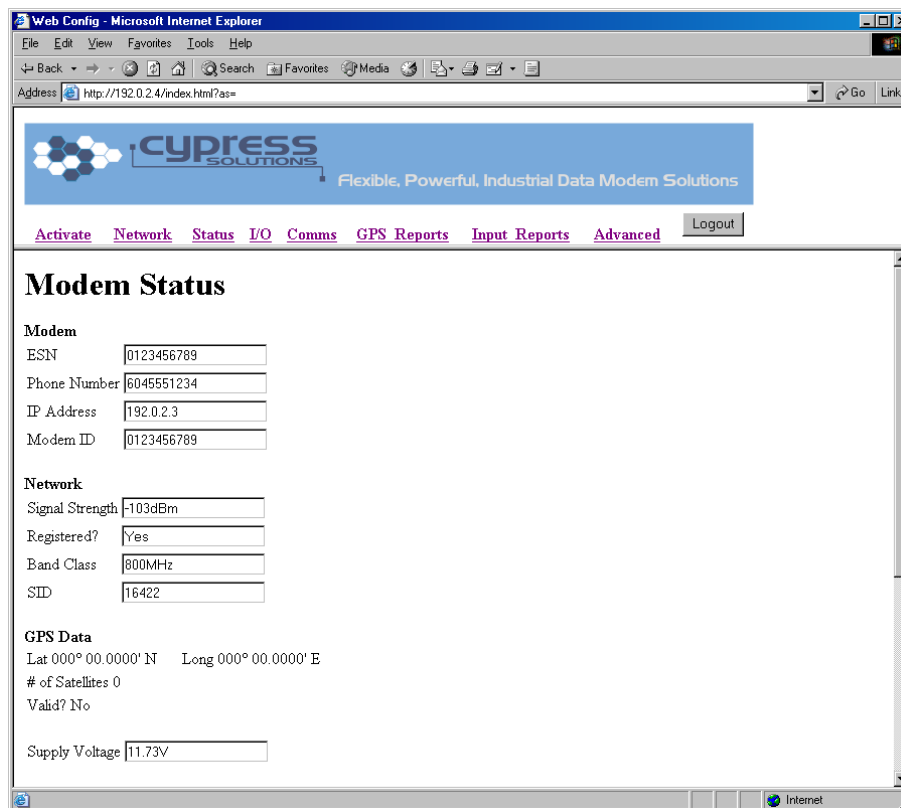 Web Config - Microsoft Internet Explorer
File Edit View Favorites Tools Help
Back Search Favorites Media
Address http://192.0.2.4/index.html?as= Go Link
cypress
SOLUTIONS
Flexible, Powerful, Industrial Data Modem Solutions
Activate Network Status I/O Comms GPS Reports Input Reports Advanced Logout
Modem Status
Modem
ESN 0123456789
Phone Number 6045551234
IP Address 192.0.2.3
Modem ID 0123456789
Network
Signal Strength -103dBm
Registered? Yes
Band Class 800MHz
SID 16422
GPS Data
Lat 000° 00.0000' N Long 000° 00.0000' E
# of Satellites 0
Valid? No
Supply Voltage 11.73V
Internet